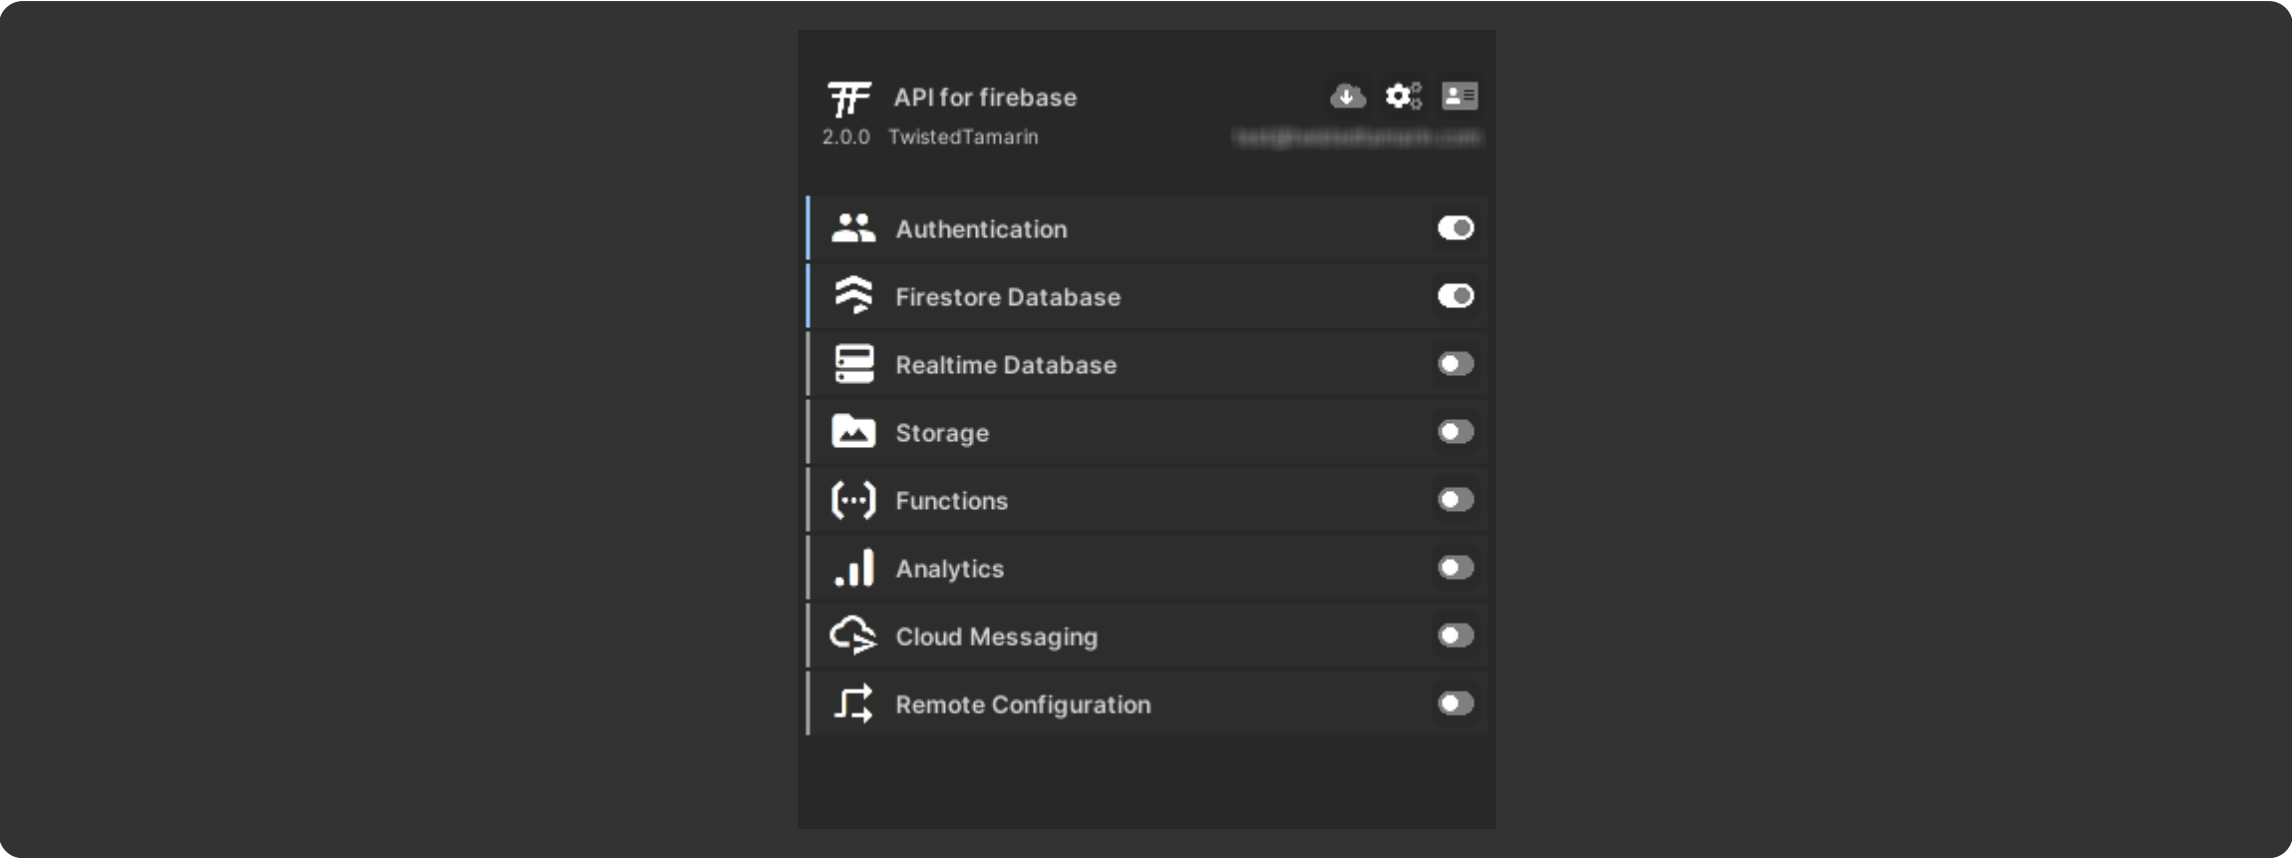 API for firebase
2.0.0 TwistedTamarin
Authentication
Firestore Database
Realtime Database
Storage
Functions
Analytics
Cloud Messaging
Remote Configuration